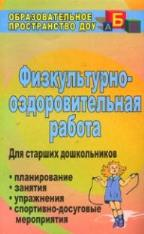 ОБРАЗОВАТЕЛЬНОЕ
ПРОСТРАНСТВО ДОУ
А Б
Физкультурно-
оздоровительная
работа
Для старших дошкольников
• планирование
• занятия
• упражнения
• спортивно-досуговые
мероприятия